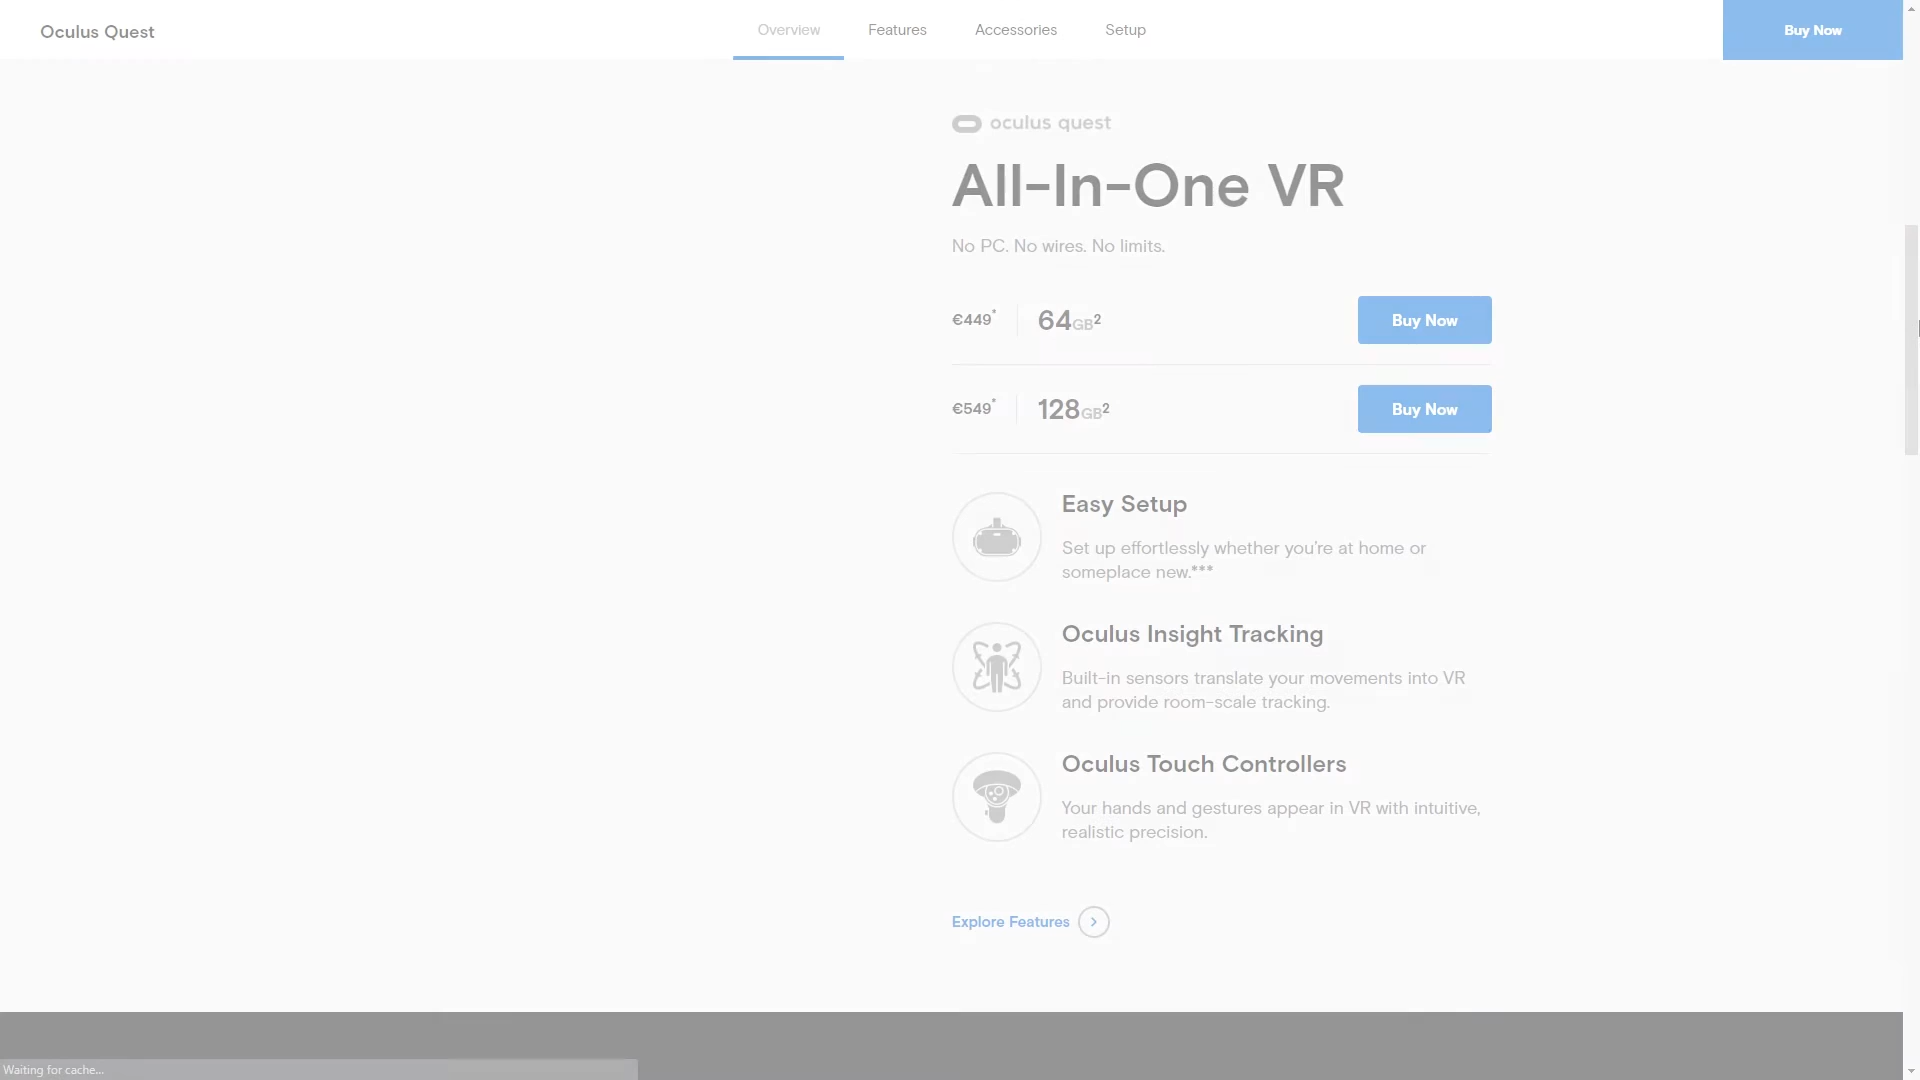 Oculus Quest
Overview
Features
Accessories
Setup
Buy Now
oculus quest
All-In-One VR
No PC. No wires. No limits.
€449*
64GB2
Buy Now
€549*
128GB2
Buy Now
Easy Setup
Set up effortlessly whether you're at home or
someplace new.***
Oculus Insight Tracking
Built-in sensors translate your movements into VR
and provide room-scale tracking.
Oculus Touch Controllers
Your hands and gestures appear in VR with intuitive,
realistic precision.
Explore Features
Waiting for cache...